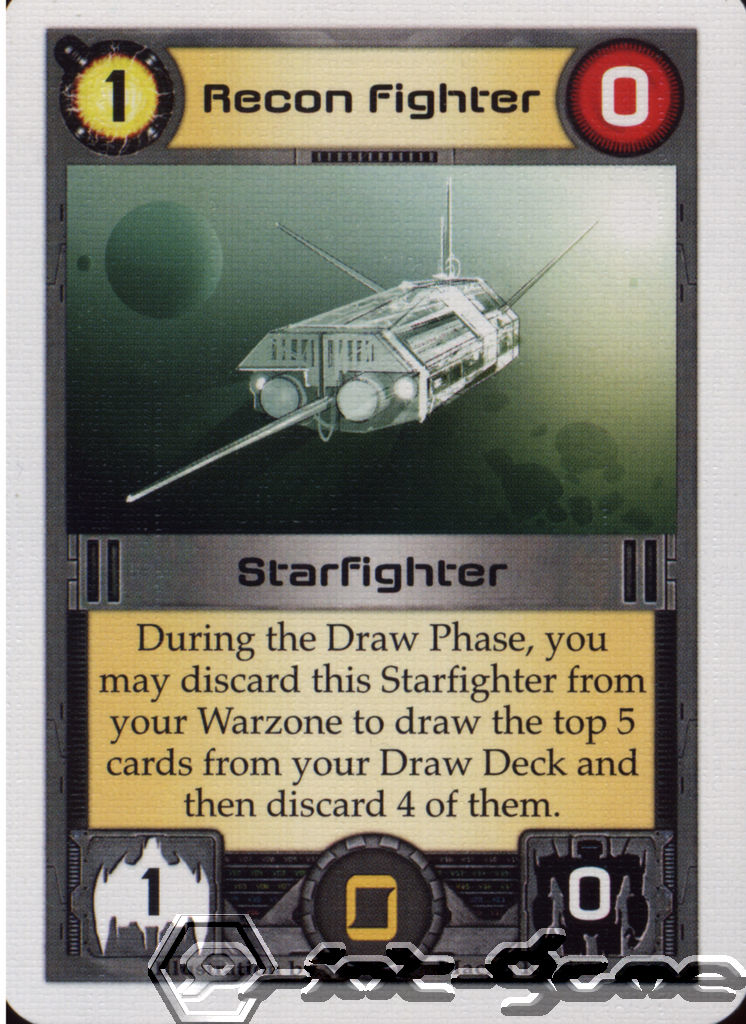 1 Recon Fighter 0
Starfighter
During the Draw Phase, you
may discard this Starfighter from
your Warzone to draw the top 5
cards from your Draw Deck and
then discard 4 of them.
1 0
Illustration